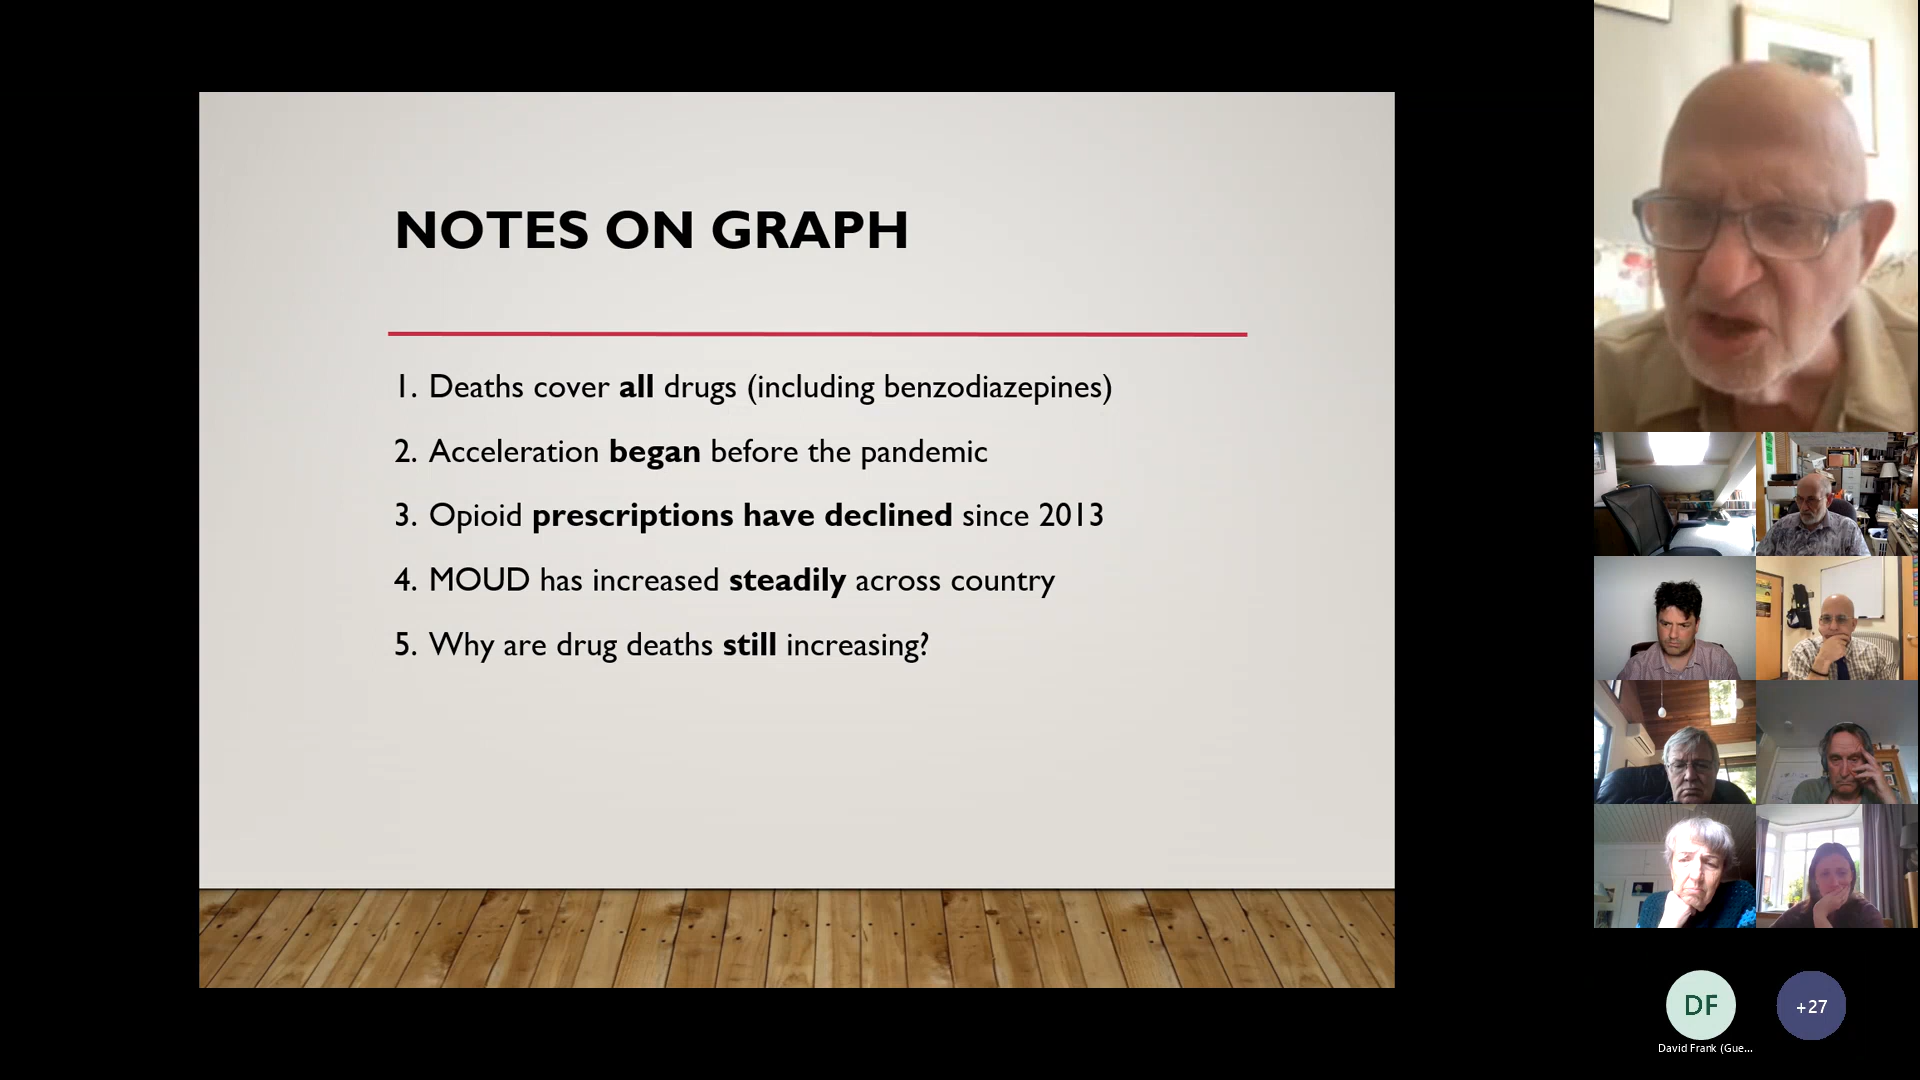 NOTES ON GRAPH
1. Deaths cover all drugs (including benzodiazepines)
2. Acceleration began before the pandemic
3. Opioid prescriptions have declined since 2013
4. MOUD has increased steadily across country
5. Why are drug deaths still increasing?
DF
+27
David Frank (Gue...